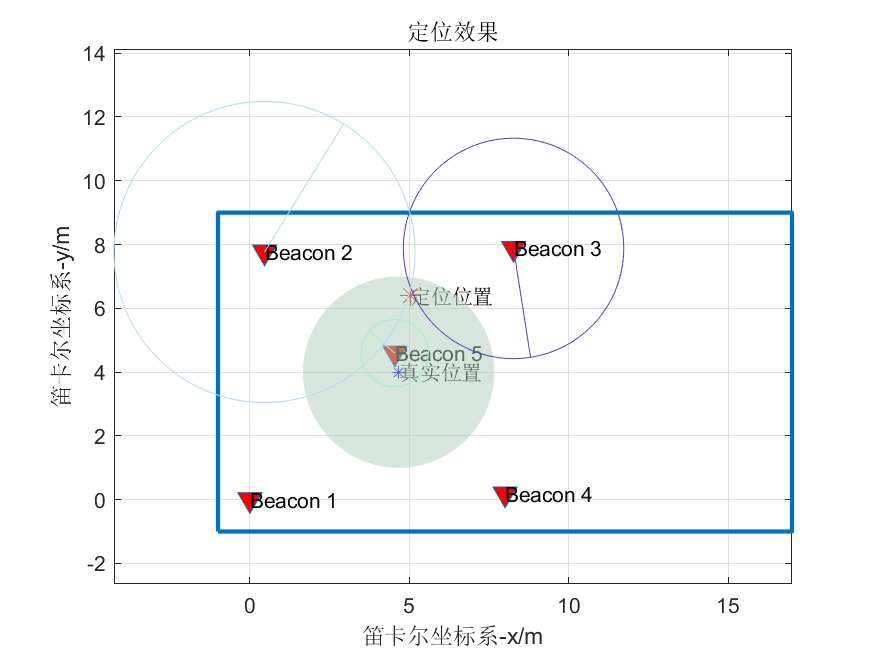 定位效果
14
12
10
8
6
4
2
0
-2
笛卡尔坐标系-y/m
Beacon 2
Beacon 3
定位位置
Beacon 5
真实位置
Beacon 1
Beacon 4
0
5
10
15
笛卡尔坐标系-x/m